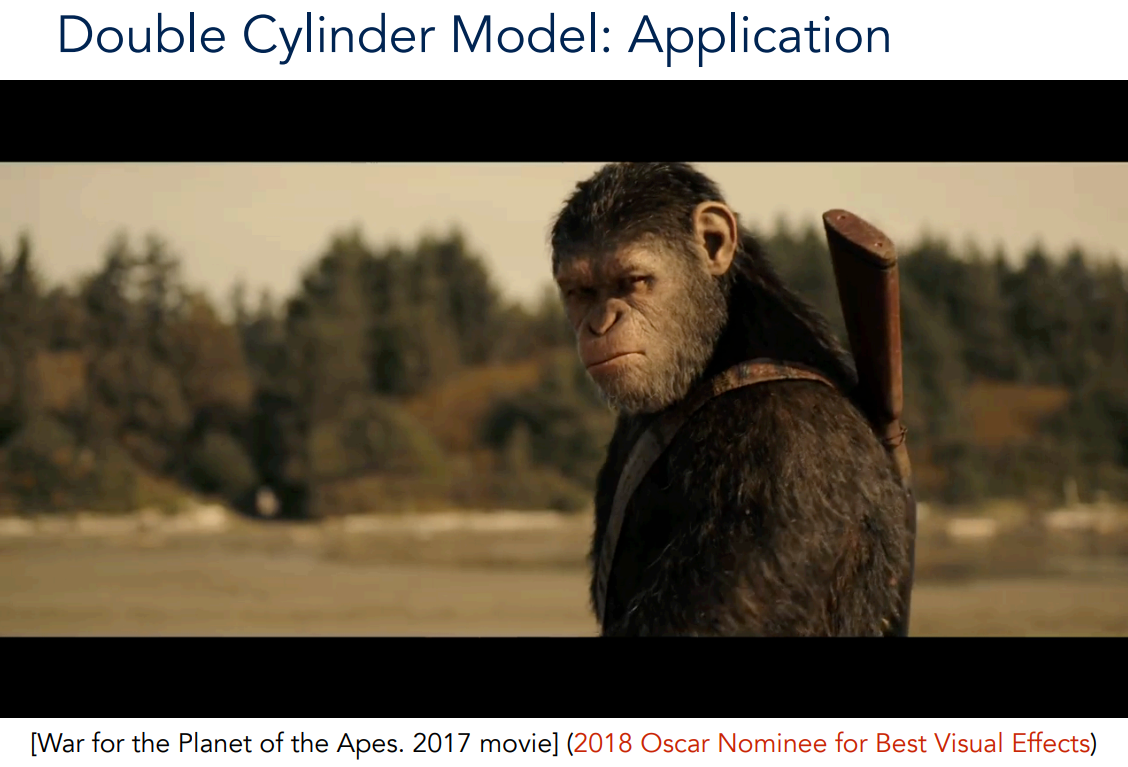 Double Cylinder Model: Application
[War for the Planet of the Apes. 2017 movie] (2018 Oscar Nominee for Best Visual Effects)